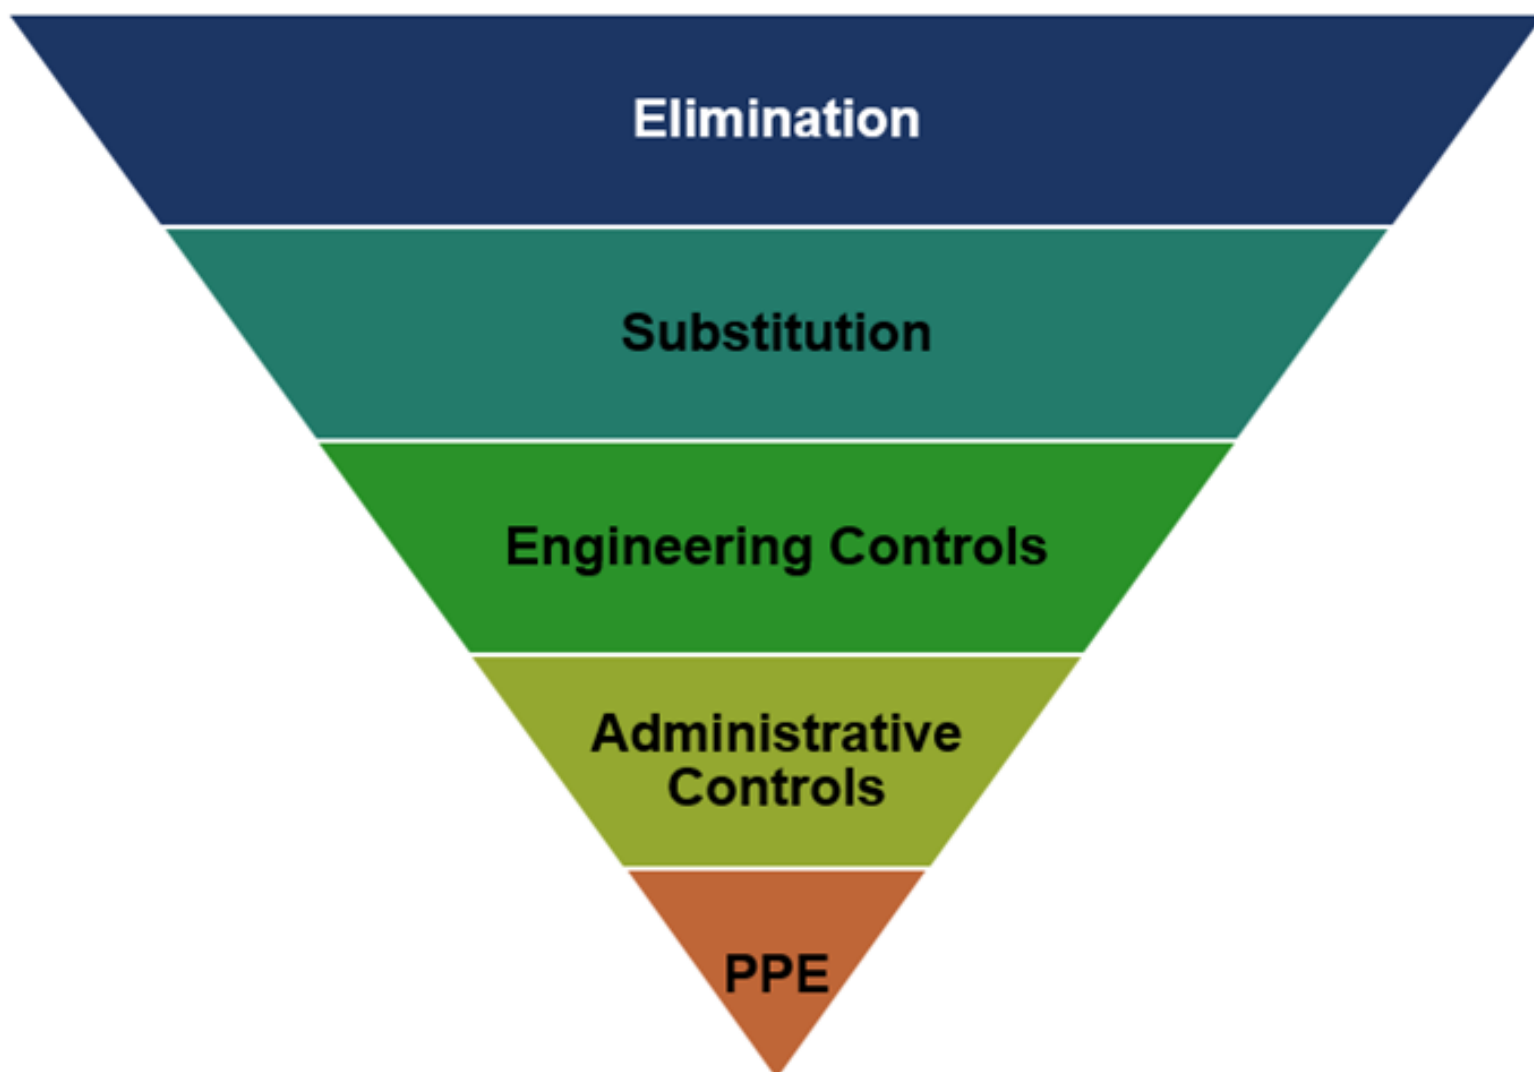 Elimination
Substitution
Engineering Controls
Administrative
Controls
PPE